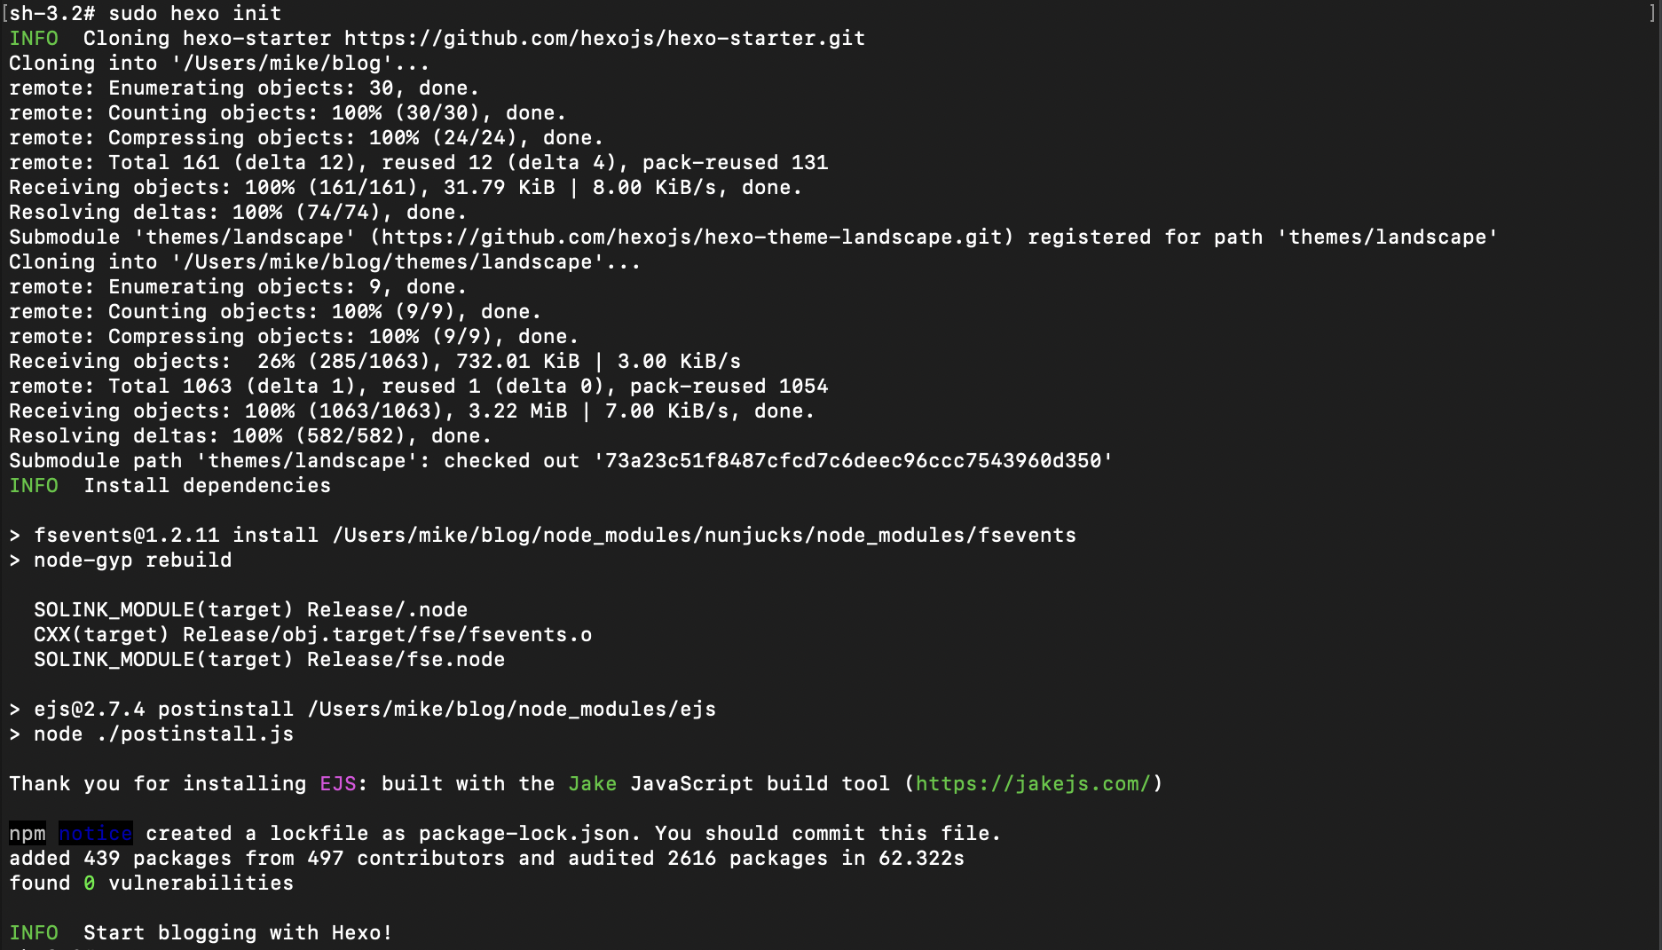 [sh-3.2# sudo hexo init ]
INFO  Cloning hexo-starter https://github.com/hexojs/hexo-starter.git
Cloning into '/Users/mike/blog'...
remote: Enumerating objects: 30, done.
remote: Counting objects: 100% (30/30), done.
remote: Compressing objects: 100% (24/24), done.
remote: Total 161 (delta 12), reused 12 (delta 4), pack-reused 131
Receiving objects: 100% (161/161), 31.79 KiB | 8.00 KiB/s, done.
Resolving deltas: 100% (74/74), done.
Submodule 'themes/landscape' (https://github.com/hexojs/hexo-theme-landscape.git) registered for path 'themes/landscape'
Cloning into '/Users/mike/blog/themes/landscape'...
remote: Enumerating objects: 9, done.
remote: Counting objects: 100% (9/9), done.
remote: Compressing objects: 100% (9/9), done.
Receiving objects:  26% (285/1063), 732.01 KiB | 3.00 KiB/s
remote: Total 1063 (delta 1), reused 1 (delta 0), pack-reused 1054
Receiving objects: 100% (1063/1063), 3.22 MiB | 7.00 KiB/s, done.
Resolving deltas: 100% (582/582), done.
Submodule path 'themes/landscape': checked out '73a23c51f8487cfcd7c6deec96ccc7543960d350'
INFO  Install dependencies
> fsevents@1.2.11 install /Users/mike/blog/node_modules/nunjucks/node_modules/fsevents
> node-gyp rebuild
SOLINK_MODULE(target) Release/.node
CXX(target) Release/obj.target/fse/fsevents.o
SOLINK_MODULE(target) Release/fse.node
> ejs@2.7.4 postinstall /Users/mike/blog/node_modules/ejs
> node ./postinstall.js
Thank you for installing EJS: built with the Jake JavaScript build tool (https://jakejs.com/)
npm notice created a lockfile as package-lock.json. You should commit this file.
added 439 packages from 497 contributors and audited 2616 packages in 62.322s
found 0 vulnerabilities
INFO  Start blogging with Hexo!